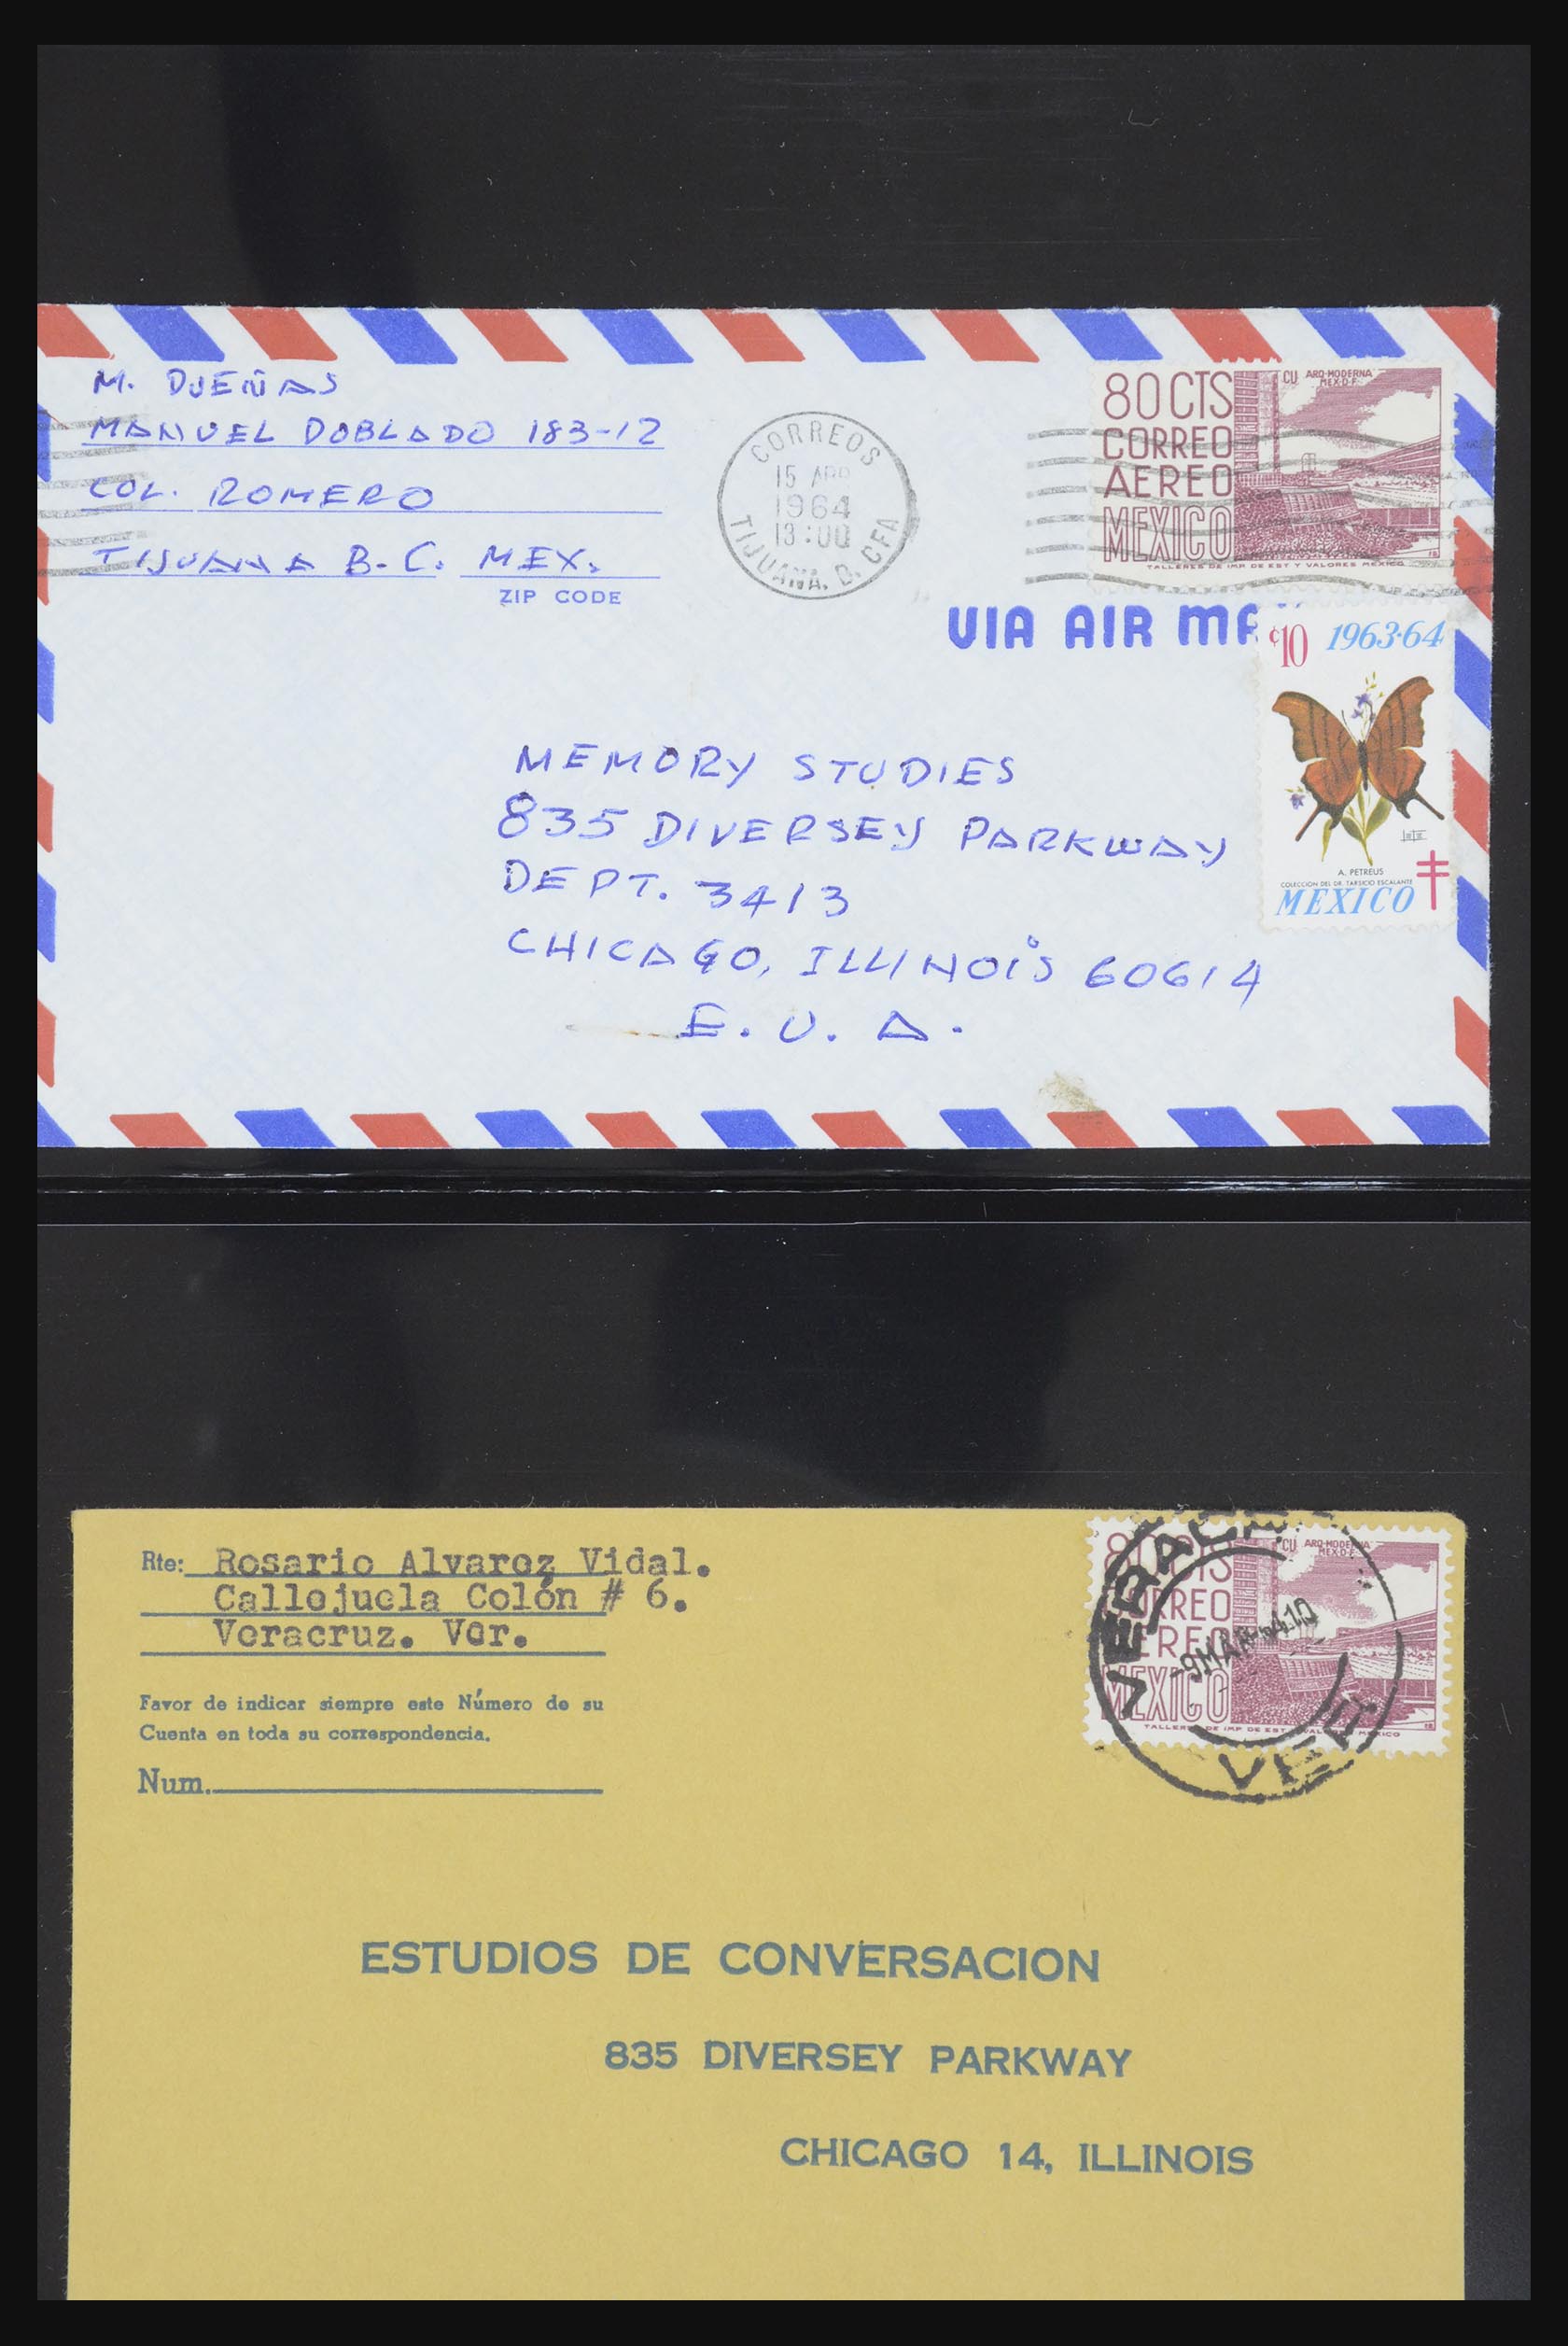 M. DUEÑAS
MANUEL DOBLADO 183-12
COL. ROMERO
TIJUANA B.C. MEX.
ZIP CODE
CORREOS
15 ABR
1964
13:00
TIJUANA, B. CFA
80 CTS
CORREO
AEREO
MEXICO
CU ARQ·MODERNA
MEX·D·F·
TALLERES DE IMP DE EST Y VALORES MEXICO
VIA AIR MA
¢10 1963·64
A. PETREUS
COLECCION DEL DR. TARSICIO ESCALANTE
MEXICO
MEMORY STUDIES
835 DIVERSEY PARKWAY
DEPT. 3413
CHICAGO, ILLINOIS 60614
E. U. A.
Rte: Rosario Alvarez Vidal.
Callejuela Colón # 6.
Veracruz. Ver.
Favor de indicar siempre este Número de su
Cuenta en toda su correspondencia.
Num.
CU ARQ·MODERNA
MEX·D·F·
AEREO
MEXICO
VER
ESTUDIOS DE CONVERSACION
835 DIVERSEY PARKWAY
CHICAGO 14, ILLINOIS